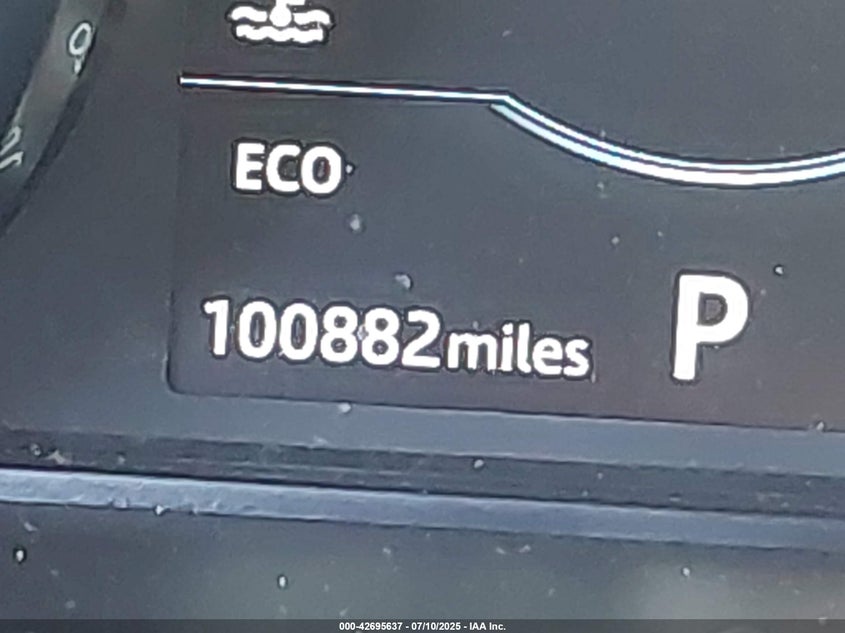 ECO
100882miles
P
000-42695637 - 07/10/2025 - IAA Inc.